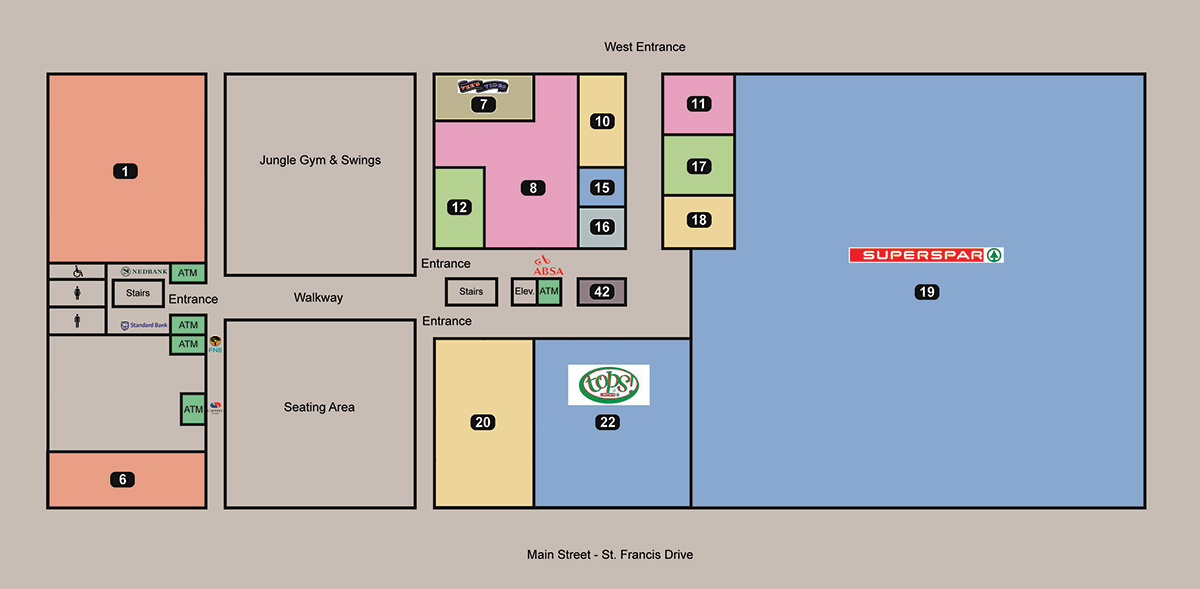 West Entrance
7
11
10
1
Jungle Gym & Swings
17
8
15
12
18
16
SUPERSPAR
Entrance
ABSA
NEDBANK
ATM
Stairs
Entrance
Walkway
Stairs
Elev.
ATM
42
19
Standard Bank
ATM
Entrance
ATM
FNB
tops!
Seating Area
ATM
20
22
6
Main Street - St. Francis Drive